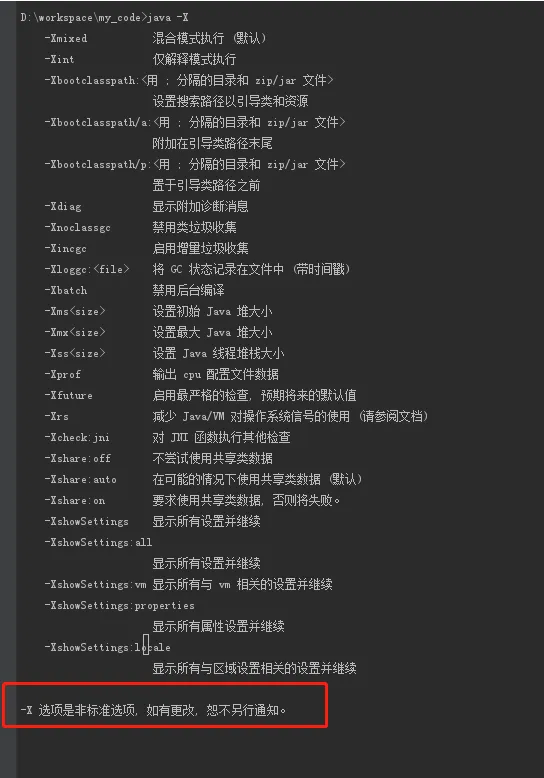 D:\workspace\my_code>java -X
-Xmixed 混合模式执行 (默认)
-Xint 仅解释模式执行
-Xbootclasspath:<用 ; 分隔的目录和 zip/jar 文件>
设置搜索路径以引导类和资源
-Xbootclasspath/a:<用 ; 分隔的目录和 zip/jar 文件>
附加在引导类路径末尾
-Xbootclasspath/p:<用 ; 分隔的目录和 zip/jar 文件>
置于引导类路径之前
-Xdiag 显示附加诊断消息
-Xnoclassgc 禁用类垃圾收集
-Xincgc 启用增量垃圾收集
-Xloggc:<file> 将 GC 状态记录在文件中 (带时间戳)
-Xbatch 禁用后台编译
-Xms<size> 设置初始 Java 堆大小
-Xmx<size> 设置最大 Java 堆大小
-Xss<size> 设置 Java 线程堆栈大小
-Xprof 输出 cpu 配置文件数据
-Xfuture 启用最严格的检查, 预期将来的默认值
-Xrs 减少 Java/VM 对操作系统信号的使用 (请参阅文档)
-Xcheck:jni 对 JNI 函数执行其他检查
-Xshare:off 不尝试使用共享类数据
-Xshare:auto 在可能的情况下使用共享类数据 (默认)
-Xshare:on 要求使用共享类数据, 否则将失败。
-XshowSettings 显示所有设置并继续
-XshowSettings:all
显示所有设置并继续
-XshowSettings:vm 显示所有与 vm 相关的设置并继续
-XshowSettings:properties
显示所有属性设置并继续
-XshowSettings:locale
显示所有与区域设置相关的设置并继续
-X 选项是非标准选项, 如有更改, 恕不另行通知。